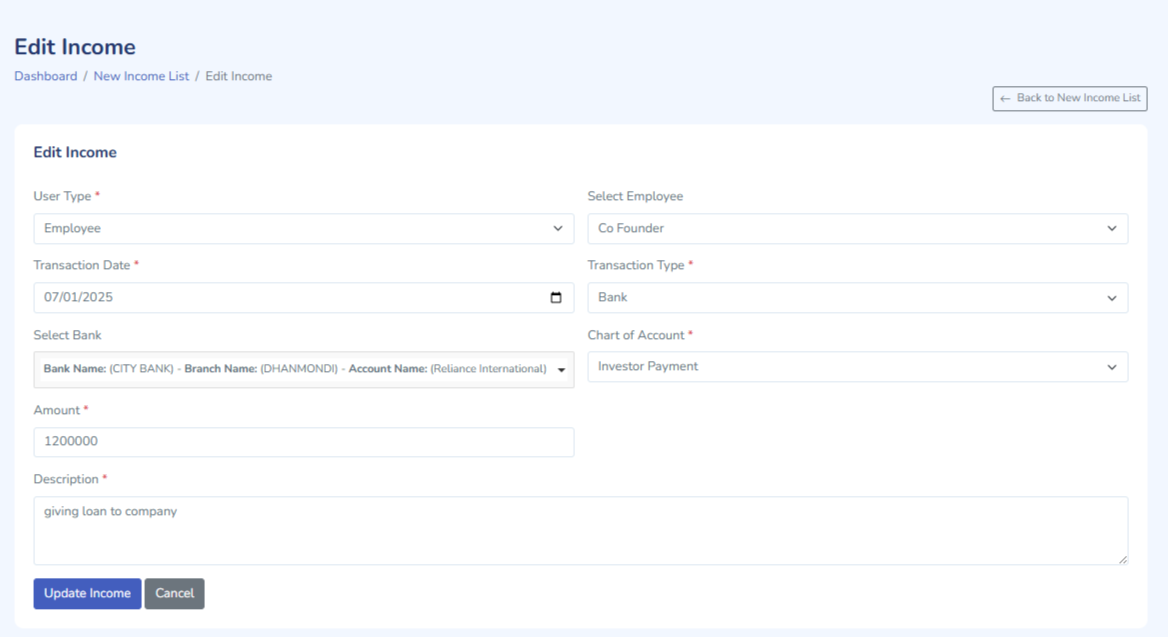 Edit Income
Dashboard / New Income List / Edit Income
← Back to New Income List
Edit Income
User Type *
Select Employee
Employee
Co Founder
Transaction Date *
Transaction Type *
07/01/2025
Bank
Select Bank
Chart of Account *
Bank Name: (CITY BANK) - Branch Name: (DHANMONDI) - Account Name: (Reliance International)
Investor Payment
Amount *
1200000
Description *
giving loan to company
Update Income
Cancel